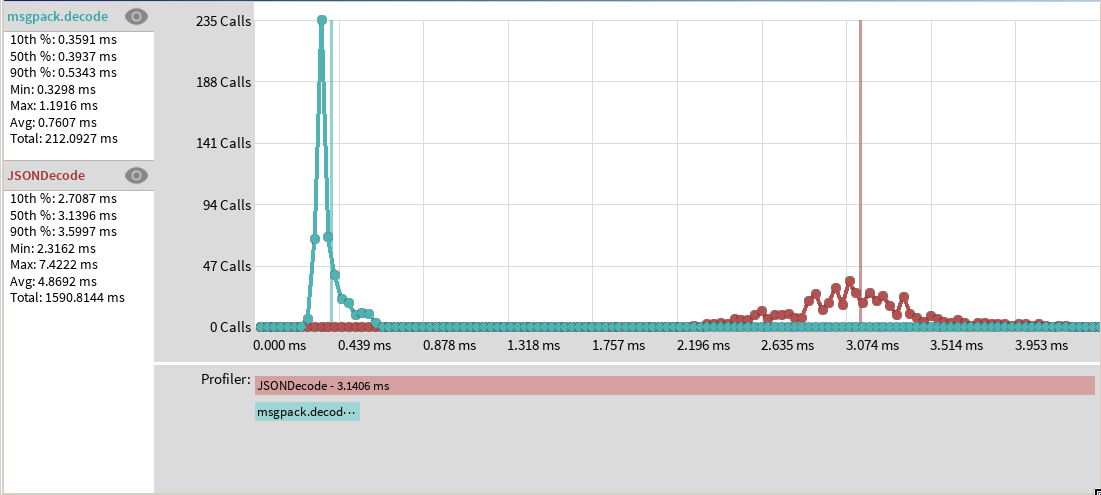 msgpack.decode
10th %: 0.3591 ms
50th %: 0.3937 ms
90th %: 0.5343 ms
Min: 0.3298 ms
Max: 1.1916 ms
Avg: 0.7607 ms
Total: 212.0927 ms
JSONDecode
10th %: 2.7087 ms
50th %: 3.1396 ms
90th %: 3.5997 ms
Min: 2.3162 ms
Max: 7.4222 ms
Avg: 4.8692 ms
Total: 1590.8144 ms
235 Calls
188 Calls
141 Calls
94 Calls
47 Calls
0 Calls
0.000 ms 0.439 ms 0.878 ms 1.318 ms 1.757 ms 2.196 ms 2.635 ms 3.074 ms 3.514 ms 3.953 ms
Profiler:
JSONDecode - 3.1406 ms
msgpack.decod···